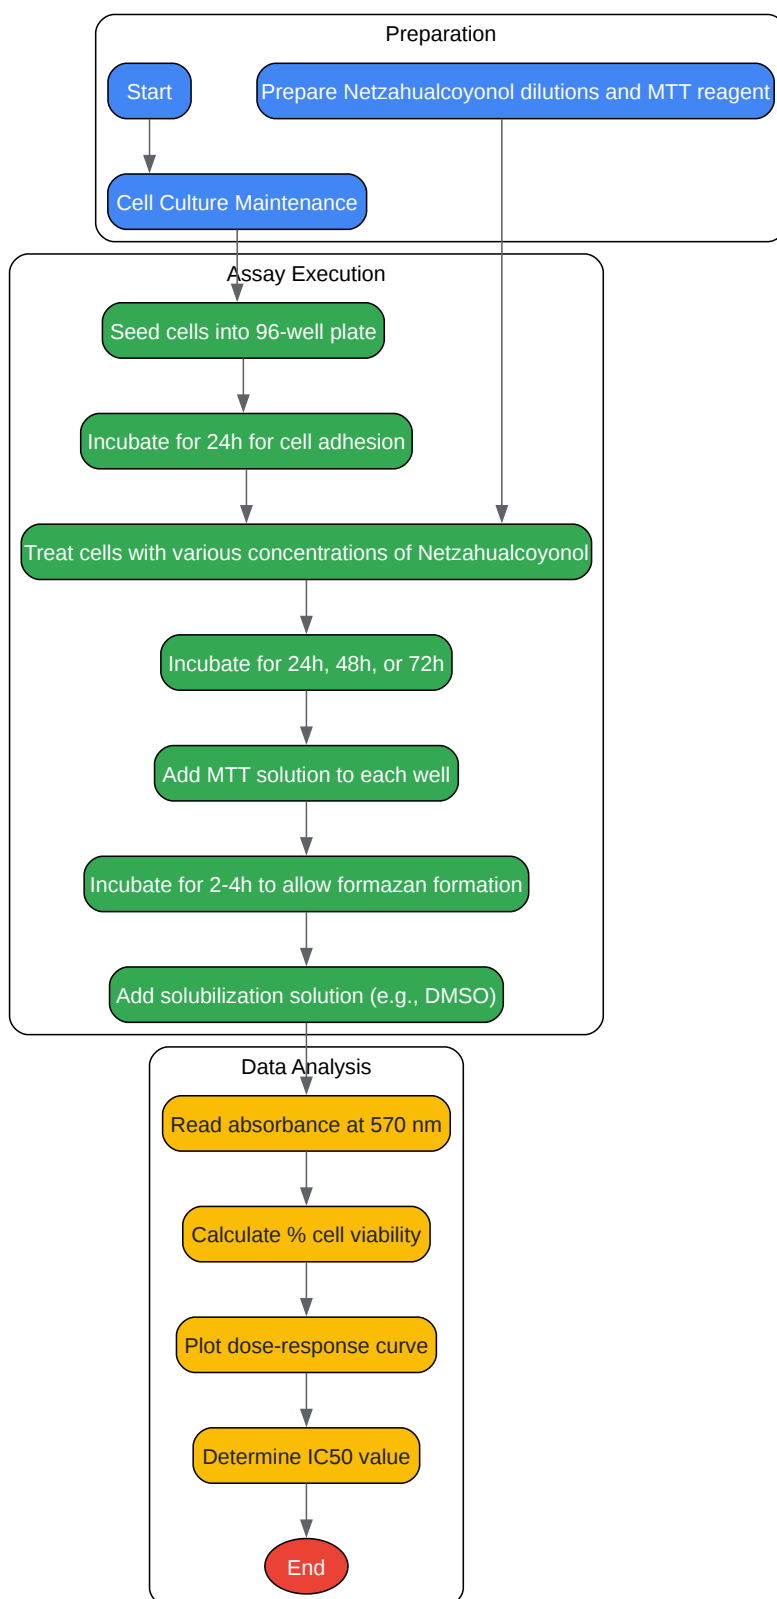 Preparation
Start
Prepare Netzahualcoyonol dilutions and MTT reagent
Cell Culture Maintenance
Assay Execution
Seed cells into 96-well plate
Incubate for 24h for cell adhesion
Treat cells with various concentrations of Netzahualcoyonol
Incubate for 24h, 48h, or 72h
Add MTT solution to each well
Incubate for 2-4h to allow formazan formation
Add solubilization solution (e.g., DMSO)
Data Analysis
Read absorbance at 570 nm
Calculate % cell viability
Plot dose-response curve
Determine IC50 value
End